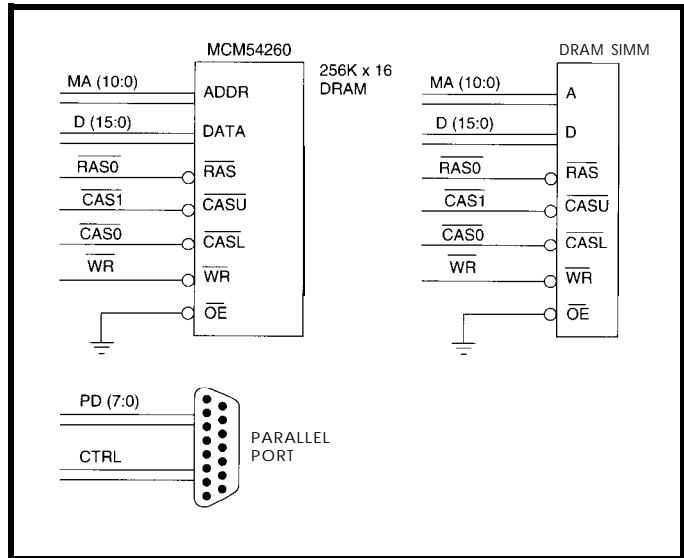 MCM54260
256K x 16
DRAM
MA (10:0)
ADDR
D (15:0)
DATA
RAS0
RAS
CAS1
CASU
CAS0
CASL
WR
WR
OE
DRAM SIMM
MA (10:0)
A
D (15:0)
D
RAS0
RAS
CAS1
CASU
CAS0
CASL
WR
WR
OE
PD (7:0)
CTRL
PARALLEL
PORT